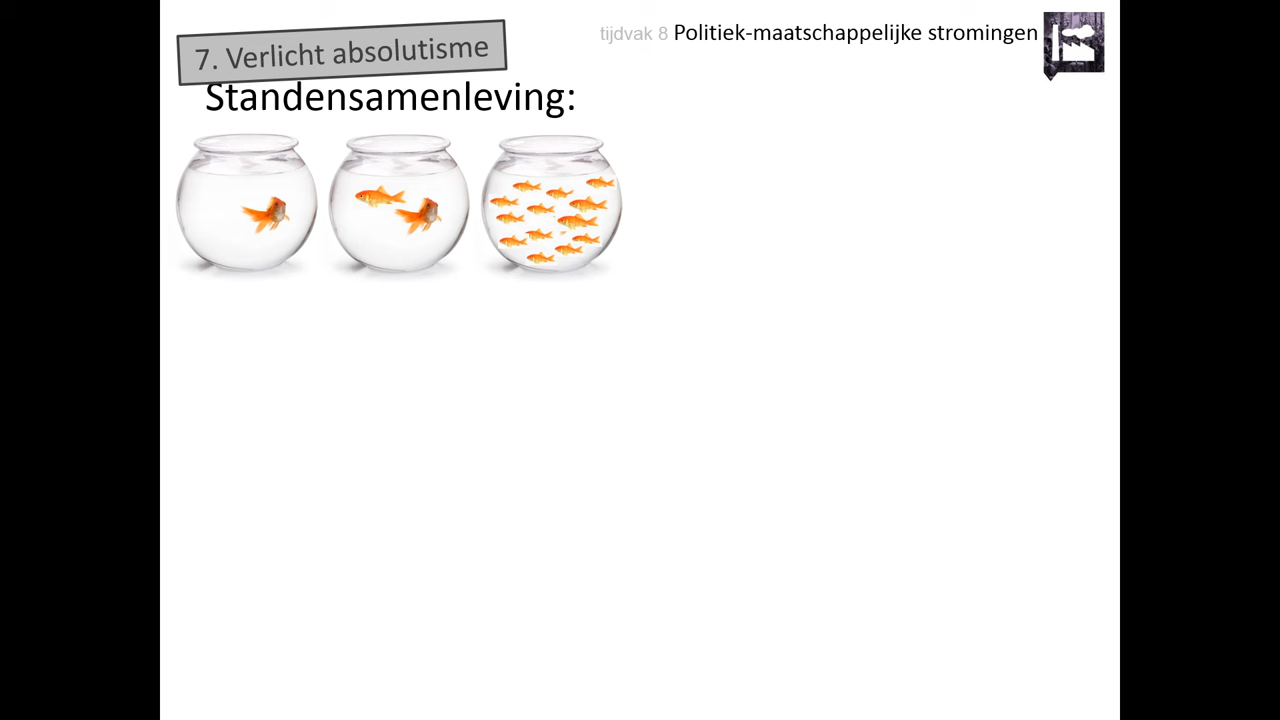 7. Verlicht absolutisme
tijdvak 8 Politiek-maatschappelijke stromingen
Standensamenleving: